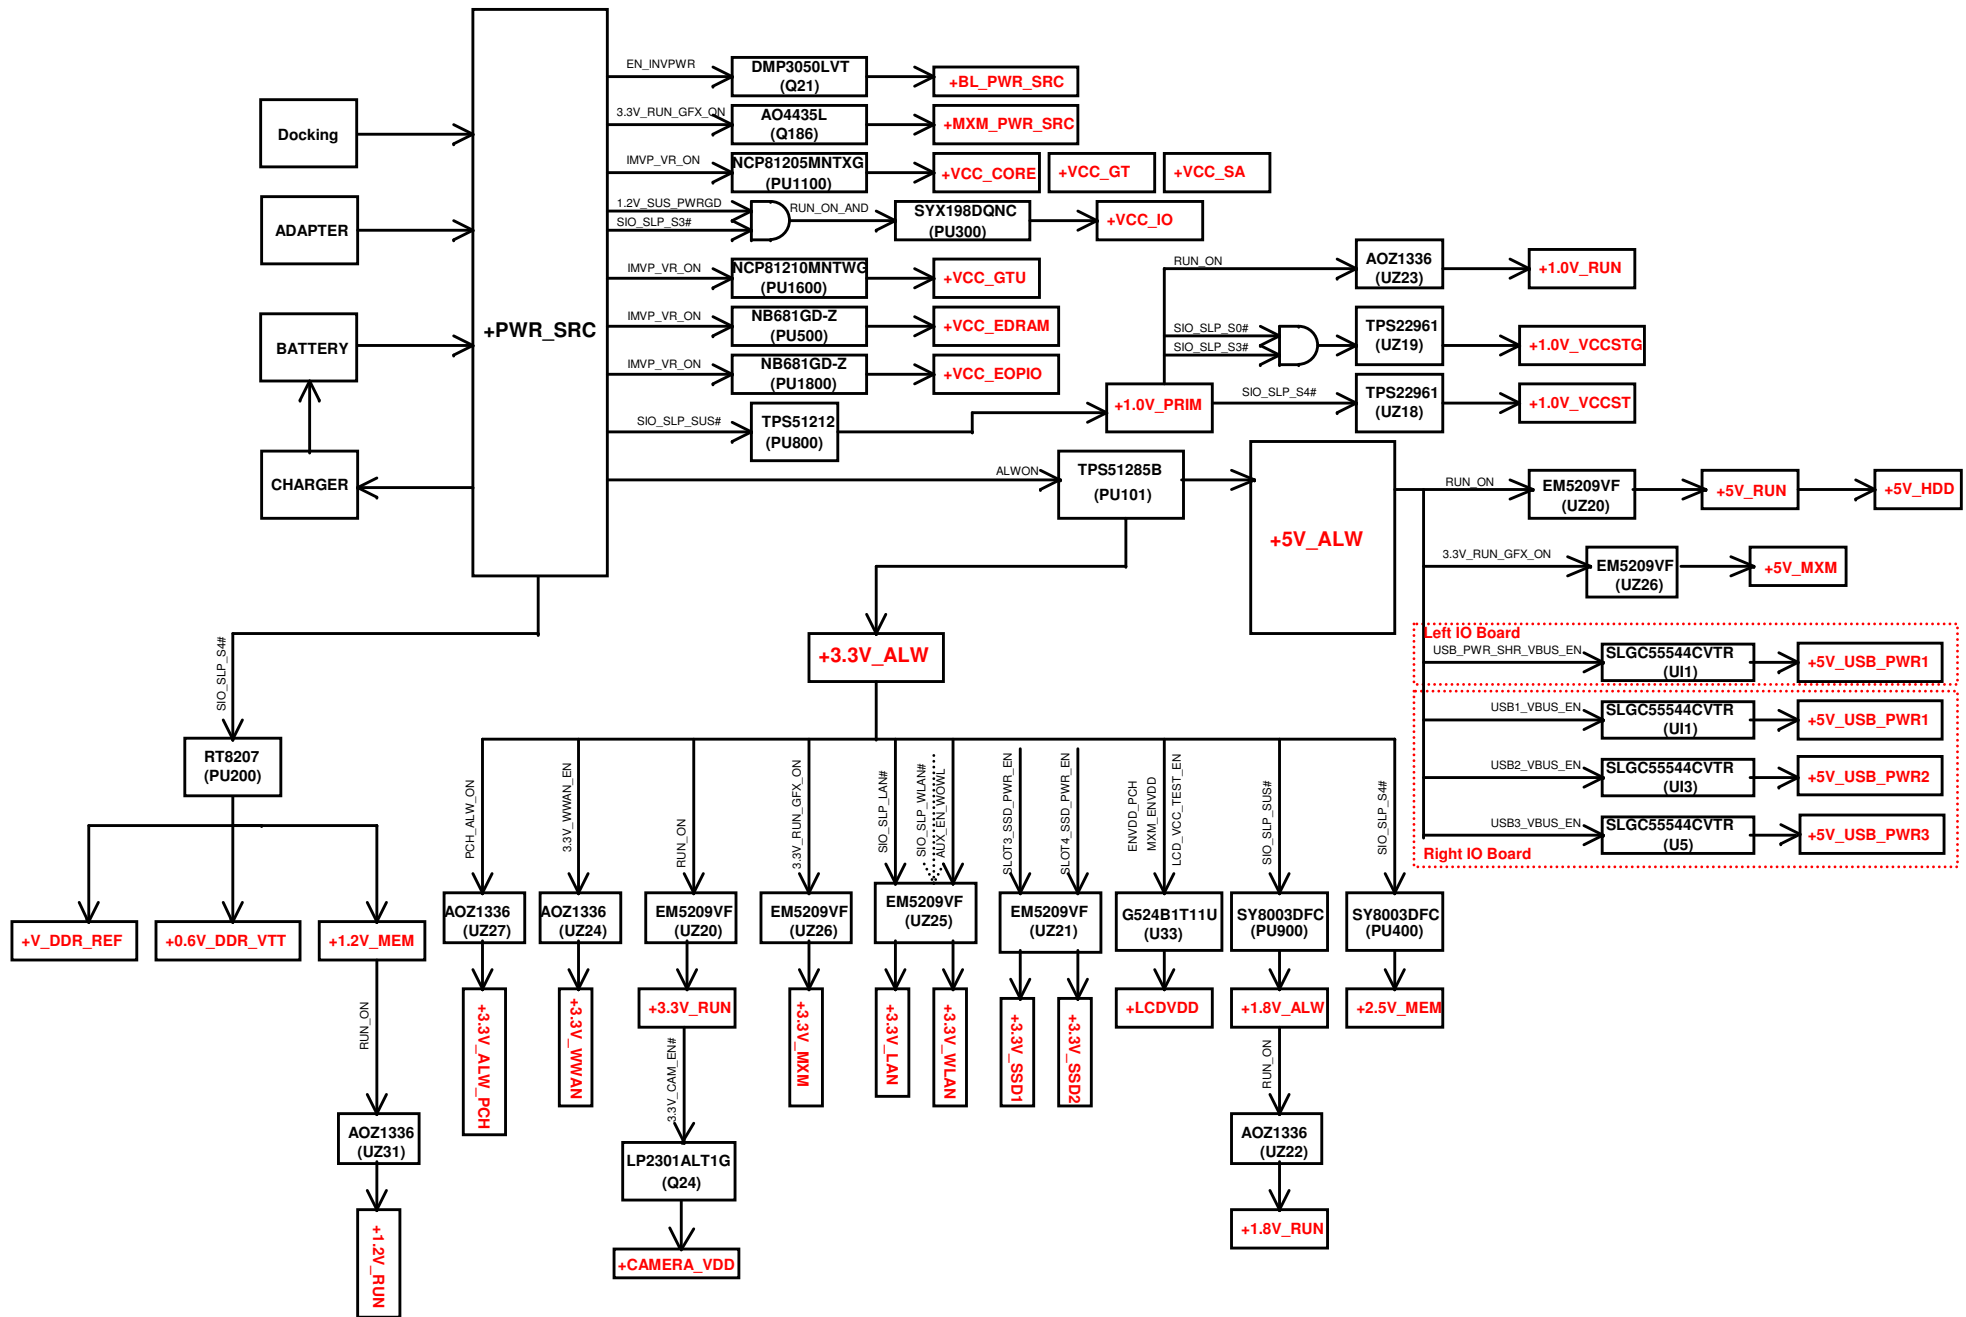 Docking
ADAPTER
BATTERY
CHARGER
+PWR_SRC
EN_INVPWR
DMP3050LVT
(Q21)
+BL_PWR_SRC
3.3V_RUN_GFX_ON
AO4435L
(Q186)
+MXM_PWR_SRC
IMVP_VR_ON
NCP81205MNTXG
(PU1100)
+VCC_CORE
+VCC_GT
+VCC_SA
1.2V_SUS_PWRGD
SIO_SLP_S3#
RUN_ON_AND
SYX198DQNC
(PU300)
+VCC_IO
IMVP_VR_ON
NCP81210MNTWG
(PU1600)
+VCC_GTU
IMVP_VR_ON
NB681GD-Z
(PU500)
+VCC_EDRAM
IMVP_VR_ON
NB681GD-Z
(PU1800)
+VCC_EOPIO
SIO_SLP_SUS#
TPS51212
(PU800)
+1.0V_PRIM
RUN_ON
AOZ1336
(UZ23)
+1.0V_RUN
SIO_SLP_S0#
SIO_SLP_S3#
TPS22961
(UZ19)
+1.0V_VCCSTG
SIO_SLP_S4#
TPS22961
(UZ18)
+1.0V_VCCST
ALWON
TPS51285B
(PU101)
+5V_ALW
RUN_ON
EM5209VF
(UZ20)
+5V_RUN
+5V_HDD
3.3V_RUN_GFX_ON
EM5209VF
(UZ26)
+5V_MXM
Left IO Board
USB_PWR_SHR_VBUS_EN
SLGC55544CVTR
(UI1)
+5V_USB_PWR1
USB1_VBUS_EN
SLGC55544CVTR
(UI1)
+5V_USB_PWR1
USB2_VBUS_EN
SLGC55544CVTR
(UI3)
+5V_USB_PWR2
USB3_VBUS_EN
SLGC55544CVTR
(U5)
+5V_USB_PWR3
Right IO Board
+3.3V_ALW
SIO_SLP_S4#
RT8207
(PU200)
+V_DDR_REF
+0.6V_DDR_VTT
+1.2V_MEM
RUN_ON
AOZ1336
(UZ31)
+1.2V_RUN
PCH_ALW_ON
AOZ1336
(UZ27)
+3.3V_ALW_PCH
3.3V_WWAN_EN
AOZ1336
(UZ24)
+3.3V_WWAN
RUN_ON
EM5209VF
(UZ20)
+3.3V_RUN
3.3V_CAM_EN#
LP2301ALT1G
(Q24)
+CAMERA_VDD
3.3V_RUN_GFX_ON
EM5209VF
(UZ26)
+3.3V_MXM
SIO_SLP_LAN#
SIO_SLP_WLAN#
AUX_EN_WOWL
EM5209VF
(UZ25)
+3.3V_LAN
+3.3V_WLAN
SLOT3_SSD_PWR_EN
SLOT4_SSD_PWR_EN
EM5209VF
(UZ21)
+3.3V_SSD1
+3.3V_SSD2
ENVDD_PCH
MXM_ENVDD
LCD_VCC_TEST_EN
G524B1T11U
(U33)
+LCDVDD
SIO_SLP_SUS#
SY8003DFC
(PU900)
+1.8V_ALW
RUN_ON
AOZ1336
(UZ22)
+1.8V_RUN
SIO_SLP_S4#
SY8003DFC
(PU400)
+2.5V_MEM